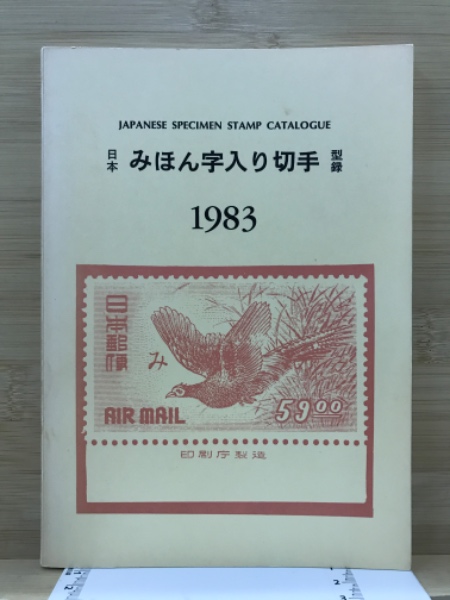 JAPANESE SPECIMEN STAMP CATALOGUE
日本 みほん字入り切手 型録
1983
日本郵便
み
AIR MAIL
59.00
印刷庁製造